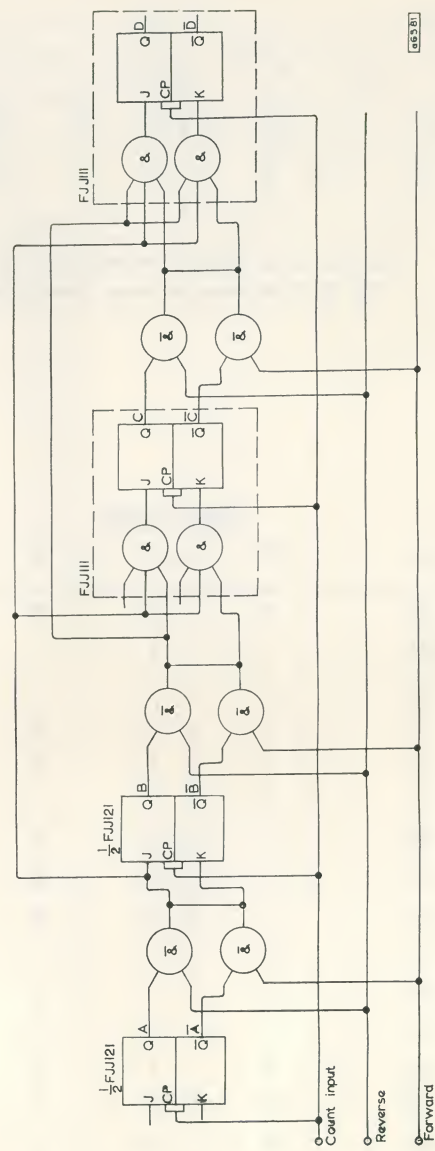 ½ FJJ121
J
CP
K
Q
Q̅
A
A̅
&̅
&̅
½ FJJ121
J
CP
K
Q
Q̅
B
B̅
&̅
&̅
FJJ111
&
&
J
CP
K
Q
Q̅
C
C̅
&̅
&̅
FJJ111
&
&
J
CP
K
Q
Q̅
D
D̅
Count input
Reverse
Forward
a6581